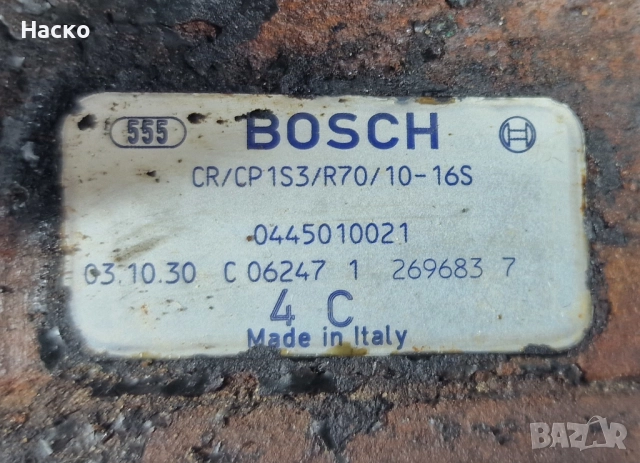 Наско
555 BOSCH
CR/CP1S3/R70/10-16S
0445010021
03.10.30 C 06247 1 269683 7
4 C
Made in Italy
BAZAR